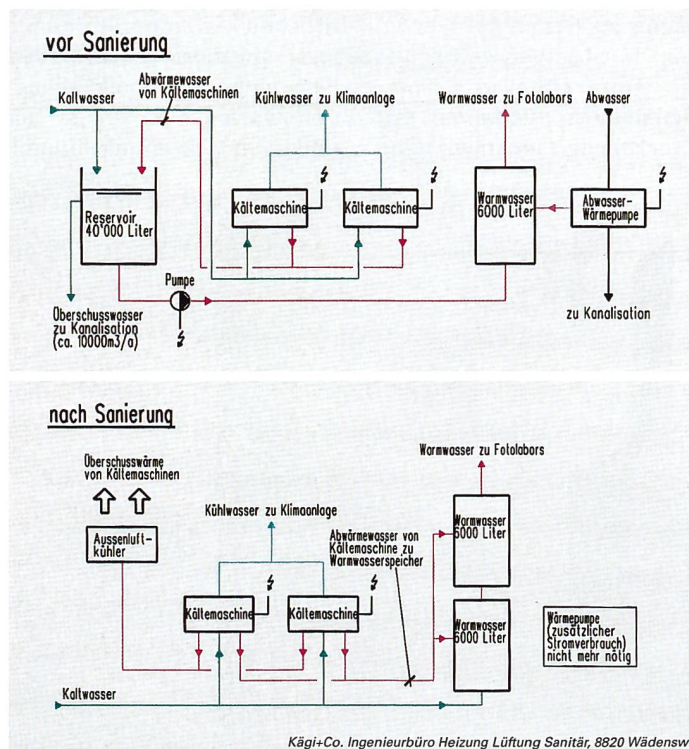 vor Sanierung
Kaltwasser
Abwärmewasser
von Kältemaschinen
Kühlwasser zu Klimaanlage
Warmwasser zu Fotolabors
Abwasser
Reservoir
40'000 Liter
Kältemaschine
Kältemaschine
Warmwasser
6000 Liter
Abwasser-
Wärmepumpe
Pumpe
Überschusswasser
zu Kanalisation
(ca. 10000m3/a)
zu Kanalisation
nach Sanierung
Überschusswärme
von Kältemaschinen
Aussenluft-
kühler
Kühlwasser zu Klimaanlage
Warmwasser zu Fotolabors
Abwärmewasser von
Kältemaschine zu
Warmwasserspeicher
Warmwasser
6000 Liter
Kältemaschine
Kältemaschine
Warmwasser
6000 Liter
Wärmepumpe
(zusätzlicher
Stromverbrauch)
nicht mehr nötig
Kaltwasser
Kägi+Co. Ingenieurbüro Heizung Lüftung Sanitär, 8820 Wädensw